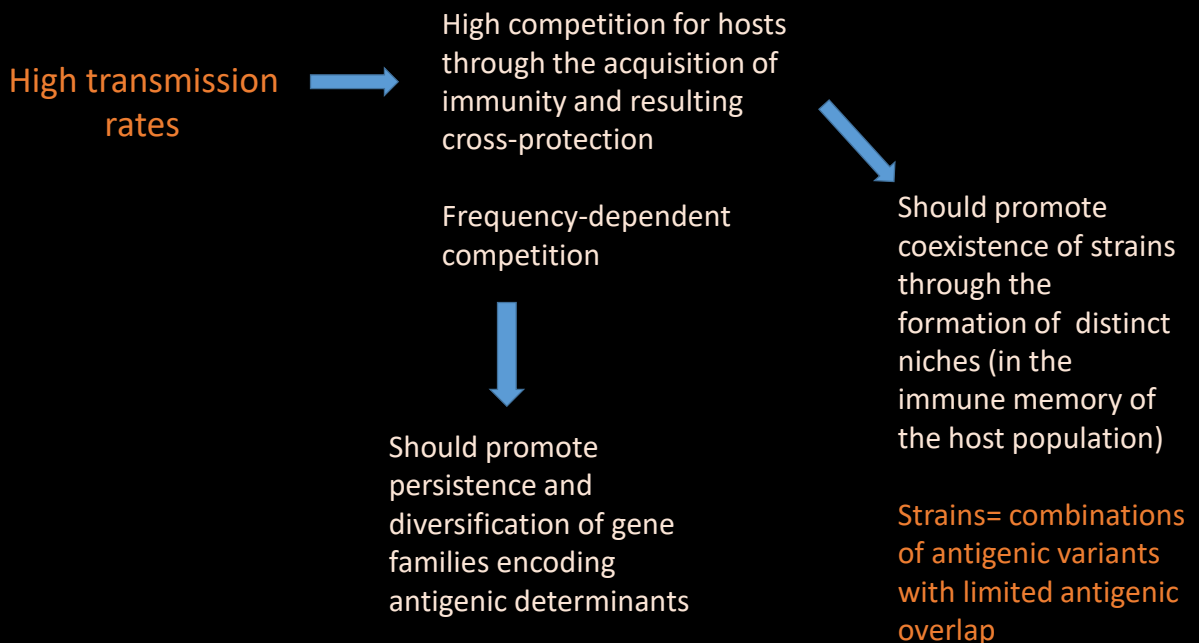 High transmission
rates
High competition for hosts
through the acquisition of
immunity and resulting
cross-protection
Frequency-dependent
competition
Should promote
persistence and
diversification of gene
families encoding
antigenic determinants
Should promote
coexistence of strains
through the
formation of distinct
niches (in the
immune memory of
the host population)
Strains= combinations
of antigenic variants
with limited antigenic
overlap